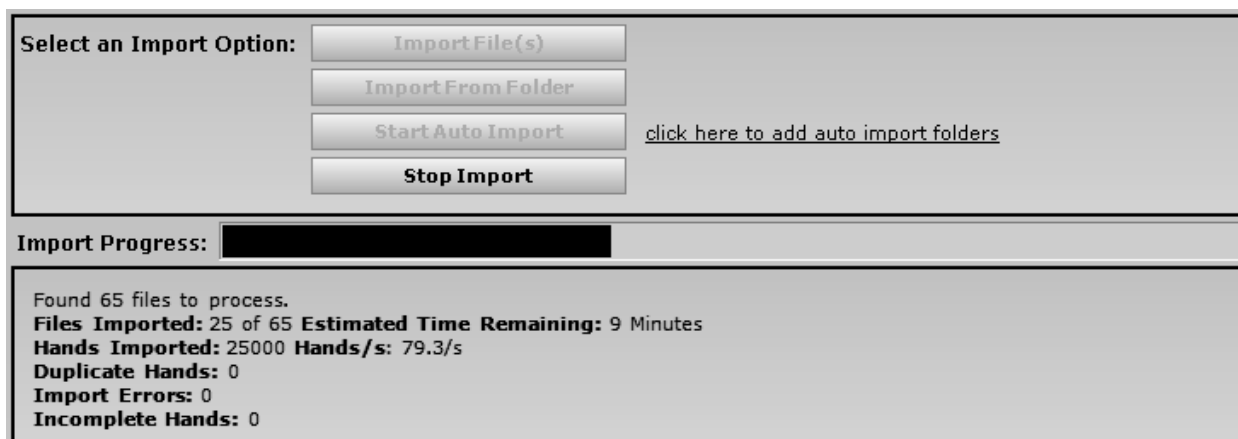 Select an Import Option: Import File(s)
Import From Folder
Start Auto Import click here to add auto import folders
Stop Import
Import Progress:
Found 65 files to process.
Files Imported: 25 of 65 Estimated Time Remaining: 9 Minutes
Hands Imported: 25000 Hands/s: 79.3/s
Duplicate Hands: 0
Import Errors: 0
Incomplete Hands: 0